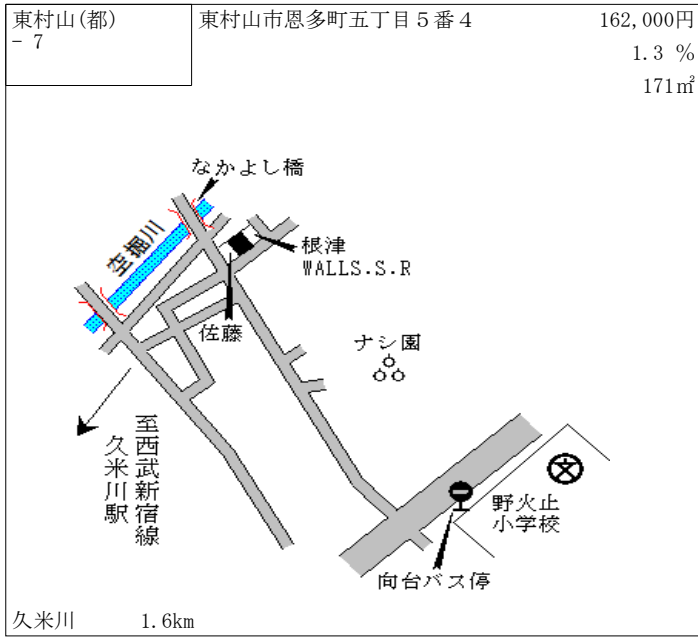 東村山(都)
- 7
東村山市恩多町五丁目５番４
162,000円
1.3 %
171㎡
なかよし橋
空掘川
根津
WALLS.S.R
佐藤
ナシ園
至西武新宿線
久米川駅
野火止
小学校
向台バス停
久米川 1.6km